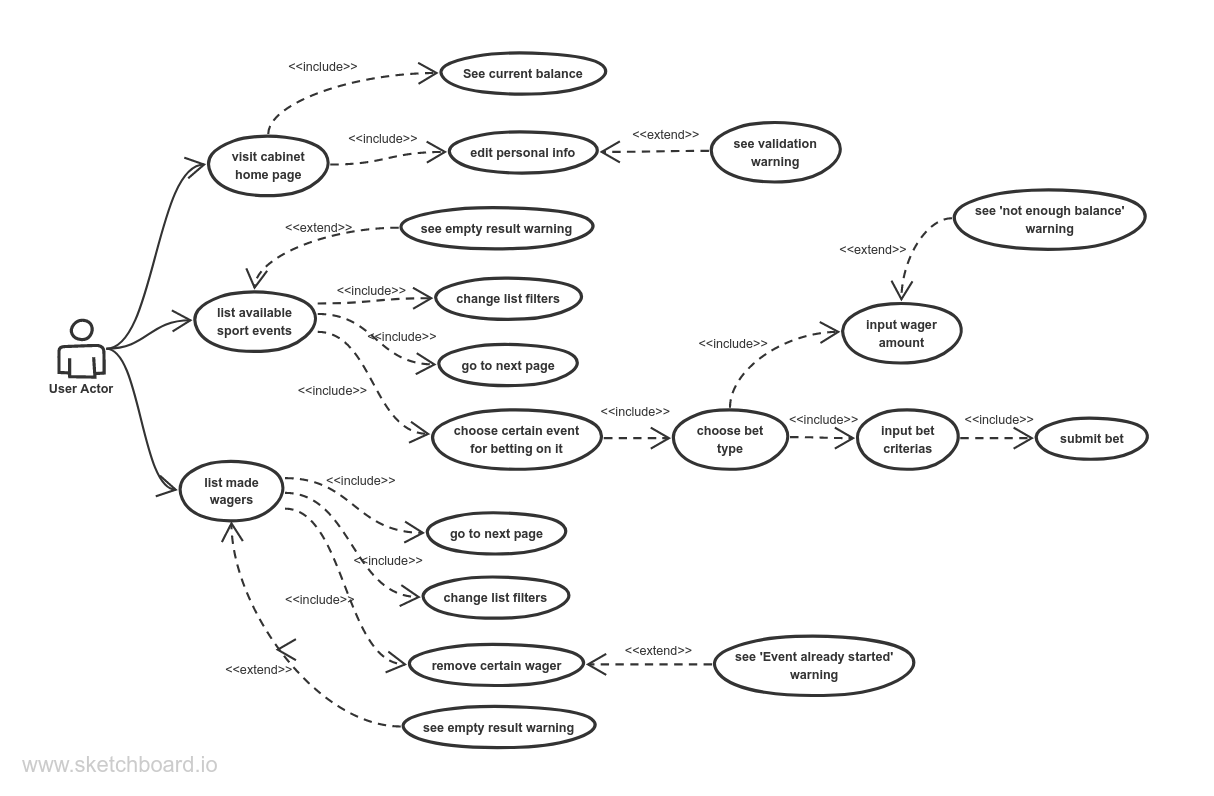 <<include>>
See current balance
<<include>>
edit personal info
<<extend>>
see validation
warning
visit cabinet
home page
see 'not enough balance'
warning
<<extend>>
see empty result warning
<<extend>>
<<include>>
change list filters
list available
sport events
input wager
amount
<<include>>
go to next page
<<include>>
User Actor
<<include>>
choose certain event
for betting on it
<<include>>
choose bet
type
<<include>>
input bet
criterias
<<include>>
submit bet
list made
wagers
<<include>>
go to next page
<<include>>
change list filters
<<include>>
remove certain wager
<<extend>>
see 'Event already started'
warning
<<extend>>
see empty result warning
www.sketchboard.io